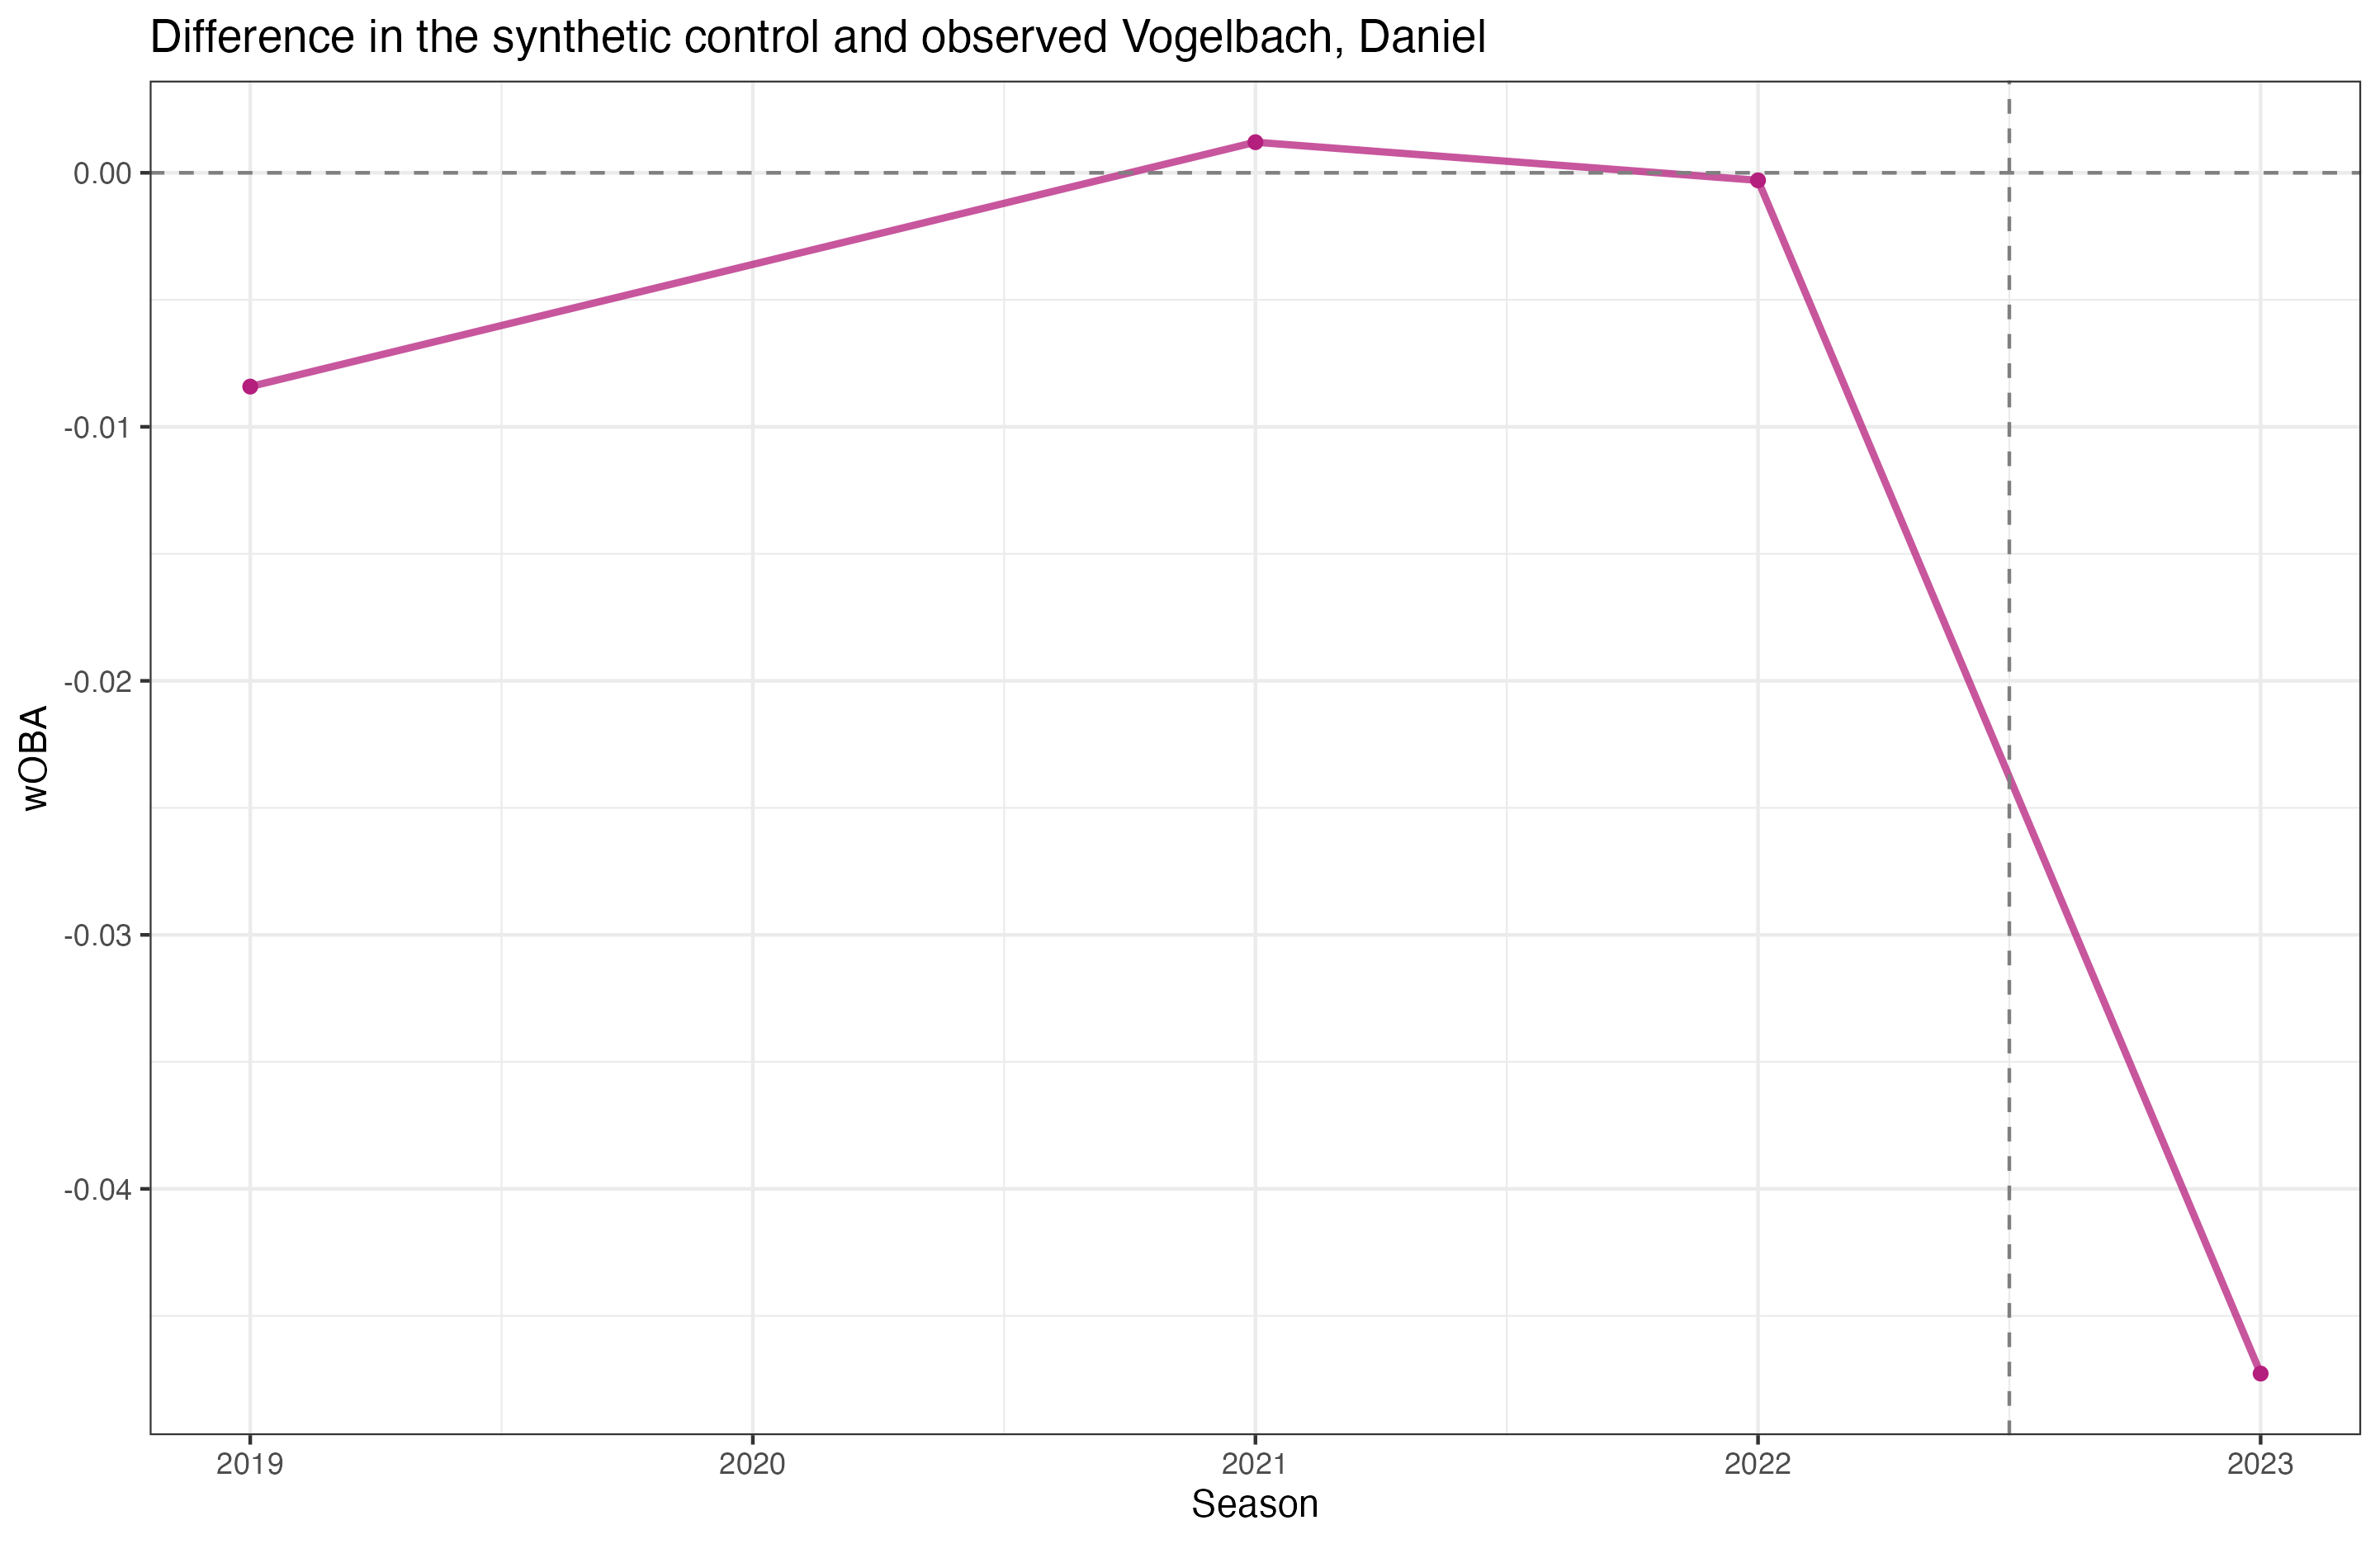 Difference in the synthetic control and observed Vogelbach, Daniel
wOBA
0.00
-0.01
-0.02
-0.03
-0.04
2019 2020 2021 2022 2023
Season